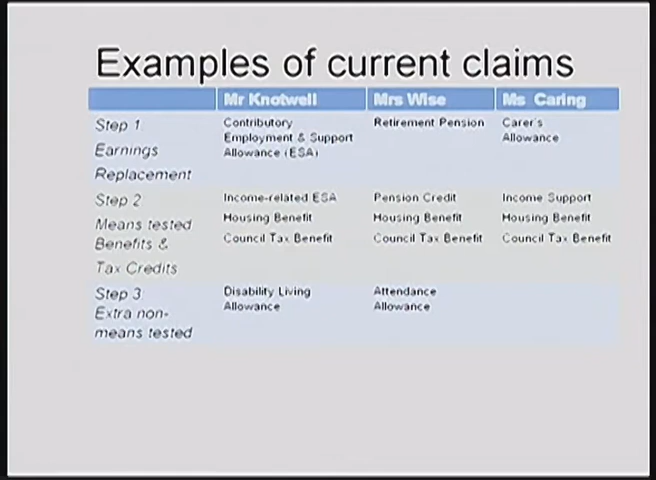 Examples of current claims
Mr Knotwell Mrs Wise Ms Caring
Step 1
Earnings
Replacement
Contributory
Employment & Support
Allowance (ESA)
Retirement Pension
Carer's
Allowance
Step 2
Means tested
Benefits &
Tax Credits
Income-related ESA
Housing Benefit
Council Tax Benefit
Pension Credit
Housing Benefit
Council Tax Benefit
Income Support
Housing Benefit
Council Tax Benefit
Step 3
Extra non-
means tested
Disability Living
Allowance
Attendance
Allowance